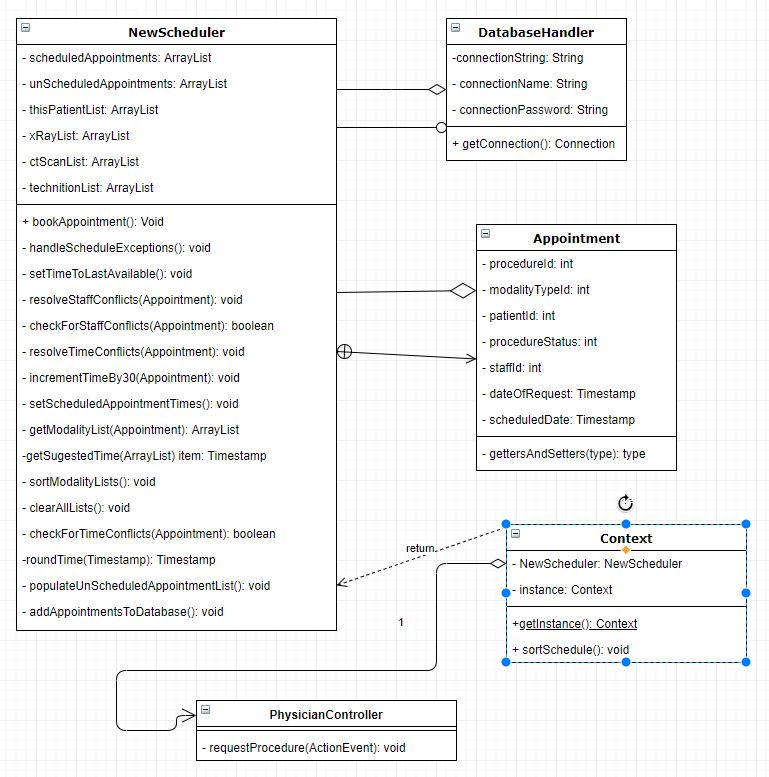 NewScheduler
- scheduledAppointments: ArrayList
- unScheduledAppointments: ArrayList
- thisPatientList: ArrayList
- xRayList: ArrayList
- ctScanList: ArrayList
- technitionList: ArrayList
+ bookAppointment(): Void
- handleScheduleExceptions(): void
- setTimeToLastAvailable(): void
- resolveStaffConflicts(Appointment): void
- checkForStaffConflicts(Appointment): boolean
- resolveTimeConflicts(Appointment): void
- incrementTimeBy30(Appointment): void
- setScheduledAppointmentTimes(): void
- getModalityList(Appointment): ArrayList
-getSugestedTime(ArrayList) item: Timestamp
- sortModalityLists(): void
- clearAllLists(): void
- checkForTimeConflicts(Appointment): boolean
-roundTime(Timestamp): Timestamp
- populateUnScheduledAppointmentList(): void
- addAppointmentsToDatabase(): void
DatabaseHandler
-connectionString: String
- connectionName: String
- connectionPassword: String
+ getConnection(): Connection
Appointment
- procedureId: int
- modalityTypeId: int
- patientId: int
- procedureStatus: int
- staffId: int
- dateOfRequest: Timestamp
- scheduledDate: Timestamp
- gettersAndSetters(type): type
return
Context
- NewScheduler: NewScheduler
- instance: Context
+getInstance(): Context
+ sortSchedule(): void
1
PhysicianController
- requestProcedure(ActionEvent): void